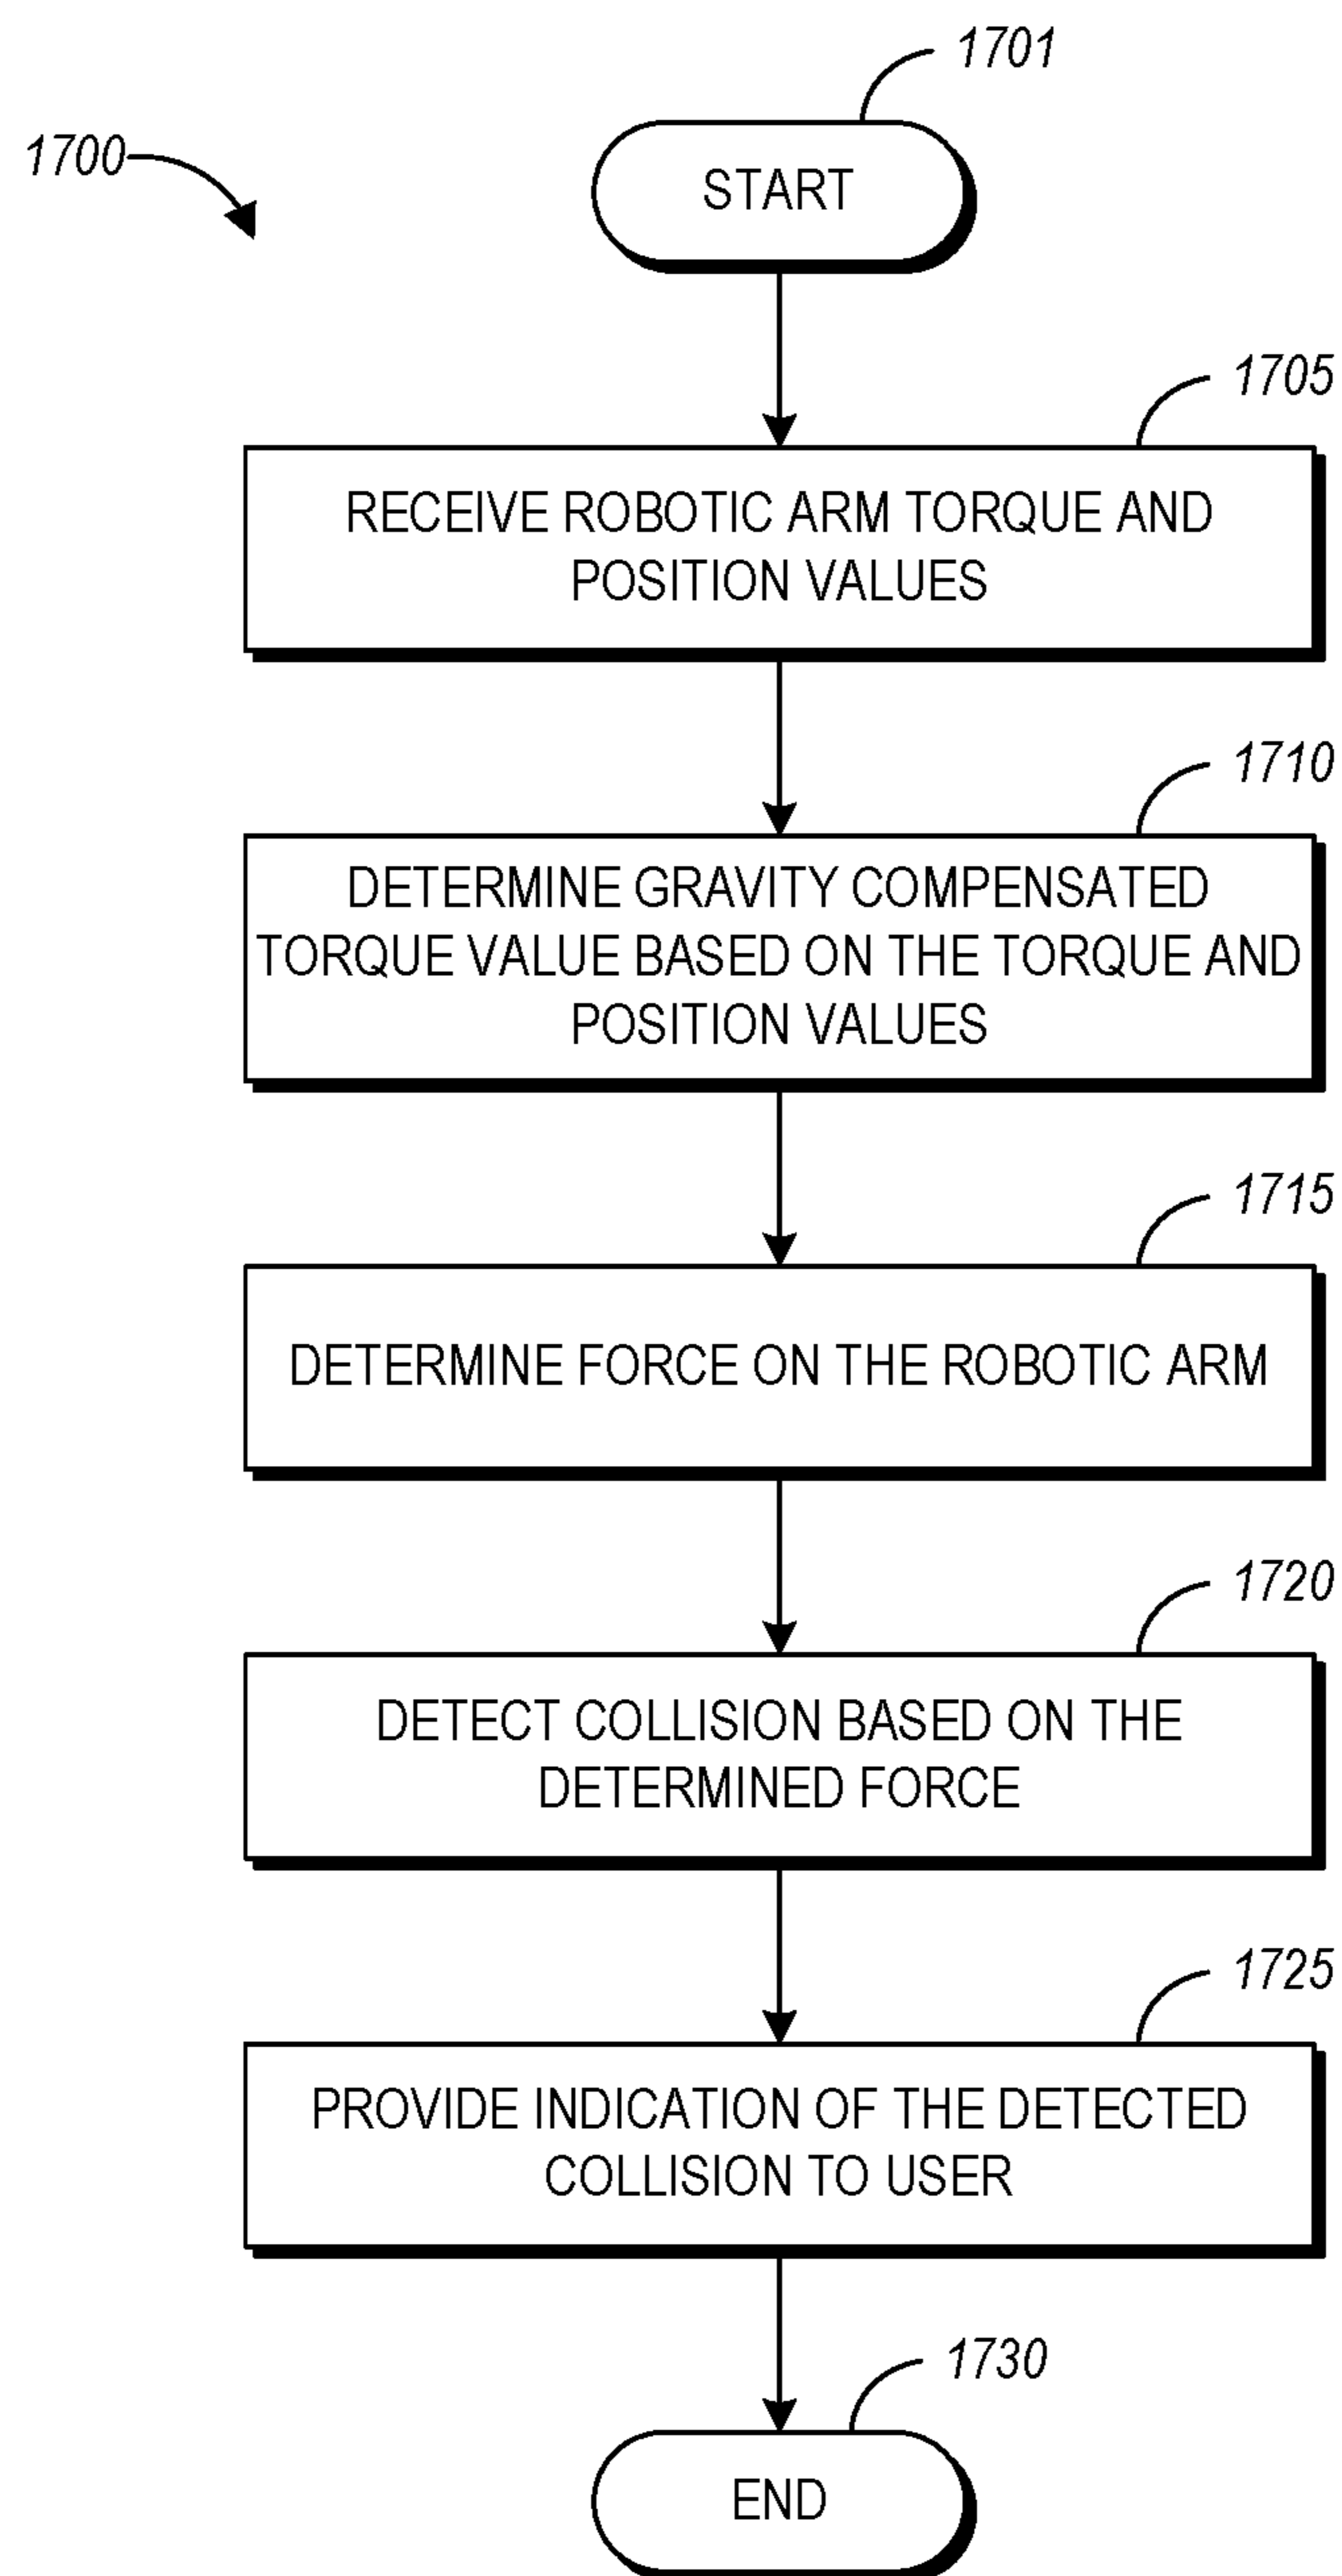 1701
1700
START
1705
RECEIVE ROBOTIC ARM TORQUE AND
POSITION VALUES
1710
DETERMINE GRAVITY COMPENSATED
TORQUE VALUE BASED ON THE TORQUE AND
POSITION VALUES
1715
DETERMINE FORCE ON THE ROBOTIC ARM
1720
DETECT COLLISION BASED ON THE
DETERMINED FORCE
1725
PROVIDE INDICATION OF THE DETECTED
COLLISION TO USER
1730
END